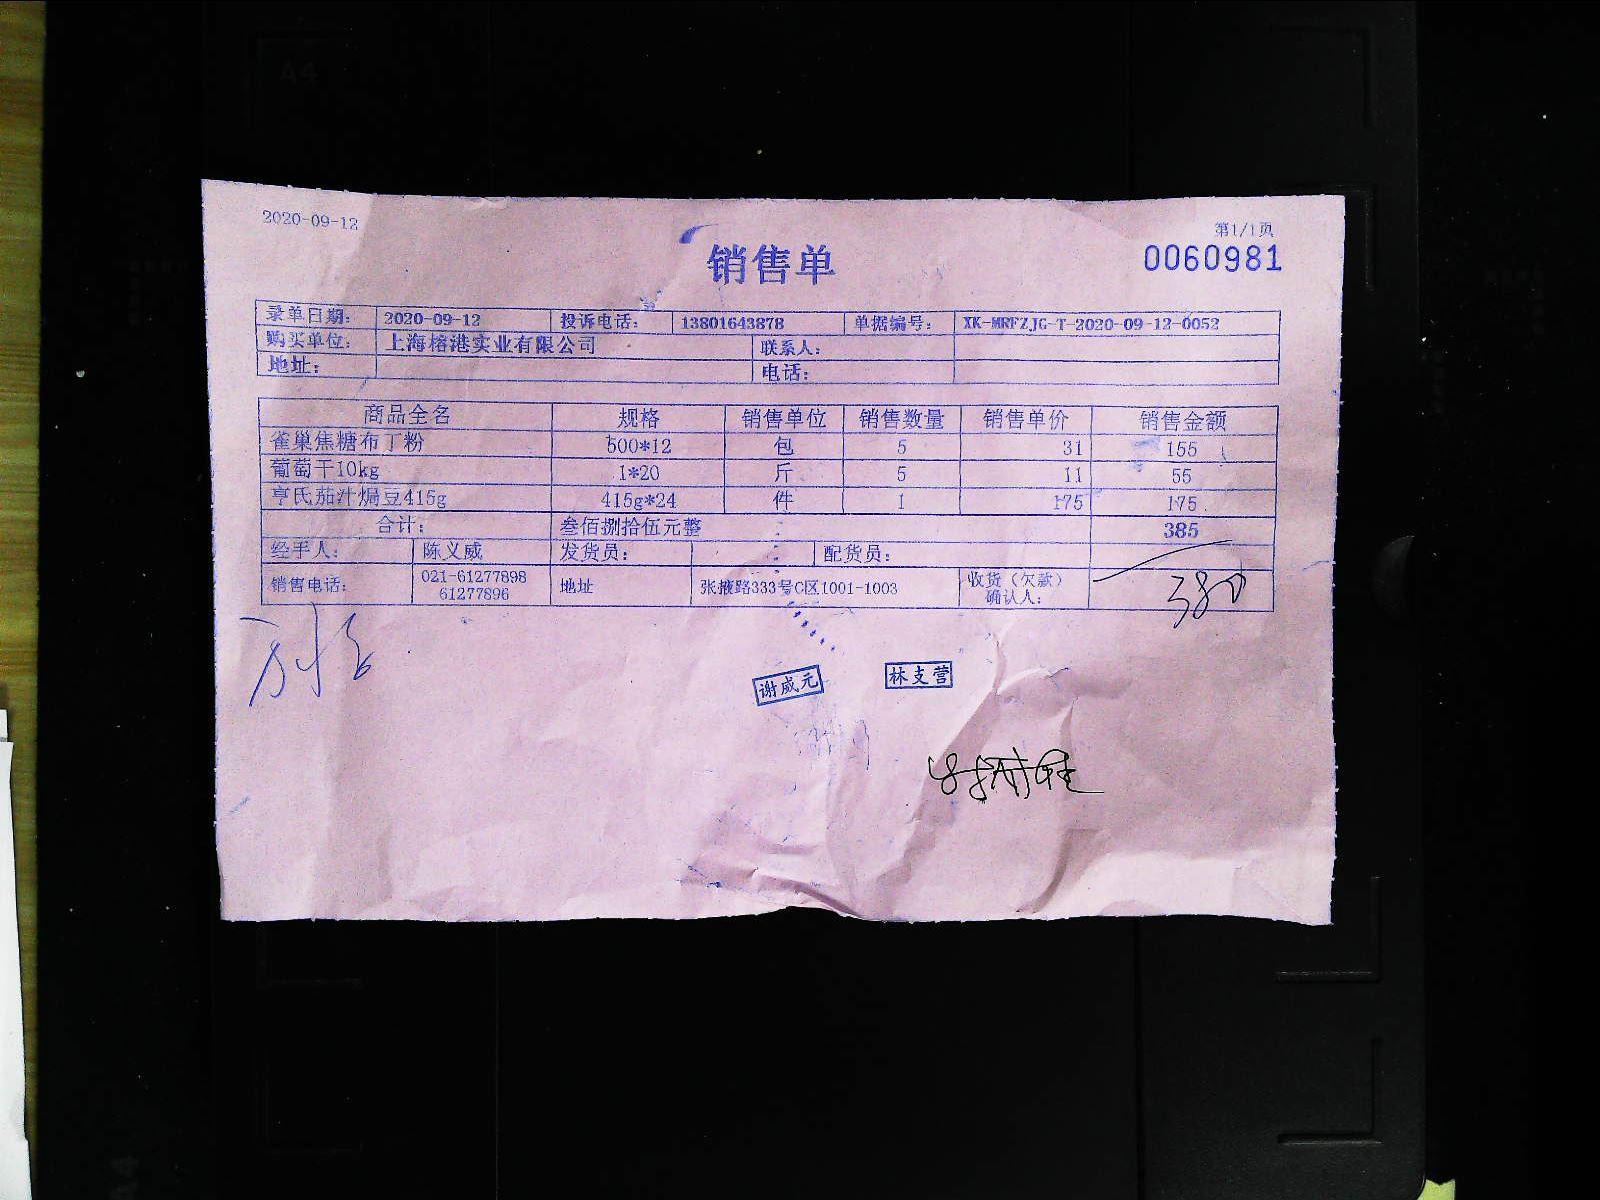 A4
2020-09-12
第1/1页
销售单
0060981
录单日期: 2020-09-12 投诉电话: 13801643878 单据编号: XK-MRFZJG-T-2020-09-12-0052
购买单位: 上海榕港实业有限公司 联系人:
地址: 电话:
商品全名 规格 销售单位 销售数量 销售单价 销售金额
雀巢焦糖布丁粉 500*12 包 5 31 155
葡萄干10kg 1*20 斤 5 11 55
亨氏茄汁焗豆415g 415g*24 件 1 175 175
合计: 叁佰捌拾伍元整 385
经手人: 陈义威 发货员: 配货员:
销售电话: 021-61277898 61277896 地址 张掖路333号C区1001-1003 收货（欠款）确认人: 380
谢威元 林支营